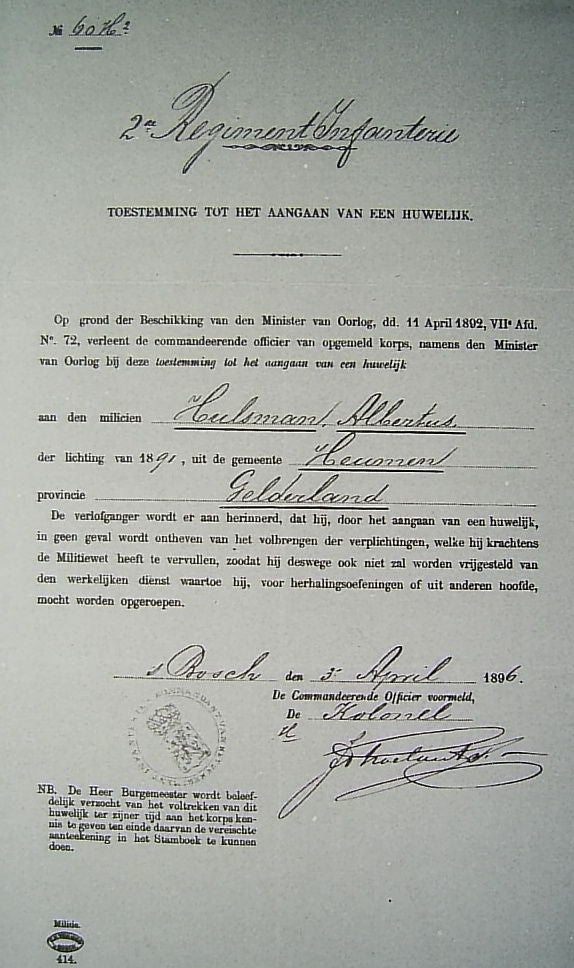 № 60 H²
2de Regiment Infanterie
TOESTEMMING TOT HET AANGAAN VAN EEN HUWELIJK.
Op grond der Beschikking van den Minister van Oorlog, dd. 11 April 1892, VIIe Afd.
No. 72, verleent de commandeerende officier van opgemeld korps, namens den Minister
van Oorlog bij deze toestemming tot het aangaan van een huwelijk
aan den milicien Hulsman, Albertus.
der lichting van 1891, uit de gemeente Heumen
provincie Gelderland
De verlofganger wordt er aan herinnerd, dat hij, door het aangaan van een huwelijk,
in geen geval wordt ontheven van het volbrengen der verplichtingen, welke hij krachtens
de Militiewet heeft te vervullen, zoodat hij deswege ook niet zal worden vrijgesteld van
den werkelijken dienst waartoe hij, voor herhalingsoefeningen of uit anderen hoofde,
mocht worden opgeroepen.
s Bosch den 3 April 1896.
De Commandeerende Officier voormeld,
De Kolonel
NB. De Heer Burgemeester wordt beleef-
delijk verzocht van het voltrekken van dit
huwelijk ter zijner tijd aan het korps ken-
nis te geven ten einde daarvan de vereischte
aanteekening in het Stamboek te kunnen
doen.
Militie.
414.